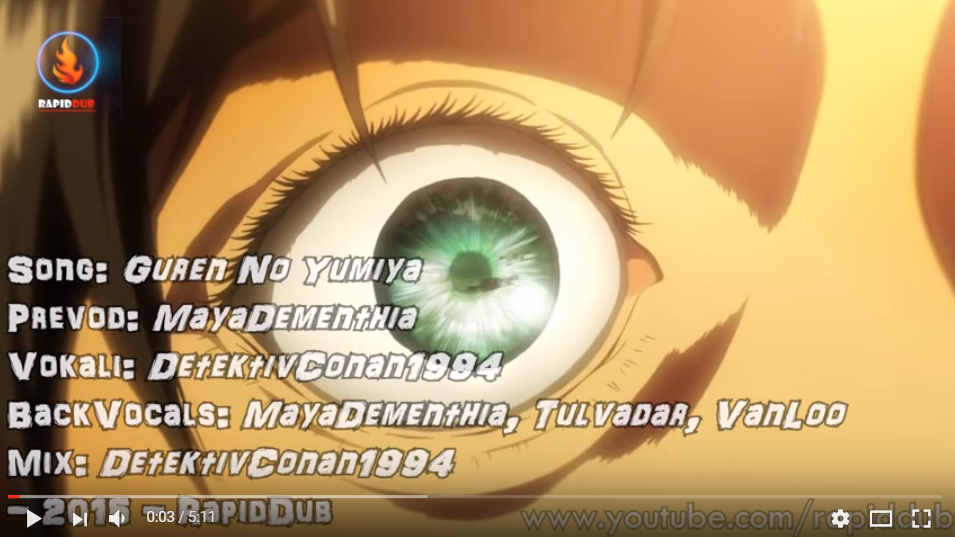 RAPIDDUB
Song: Guren No Yumiya
Prevod: MayaDementhia
Vokali: DetektivConan1994
BackVocals: MayaDementhia, Tulvadar, VanLoo
Mix: DetektivConan1994
- 2016 - RapidDub
www.youtube.com/rapiddub
0:03 / 5:11